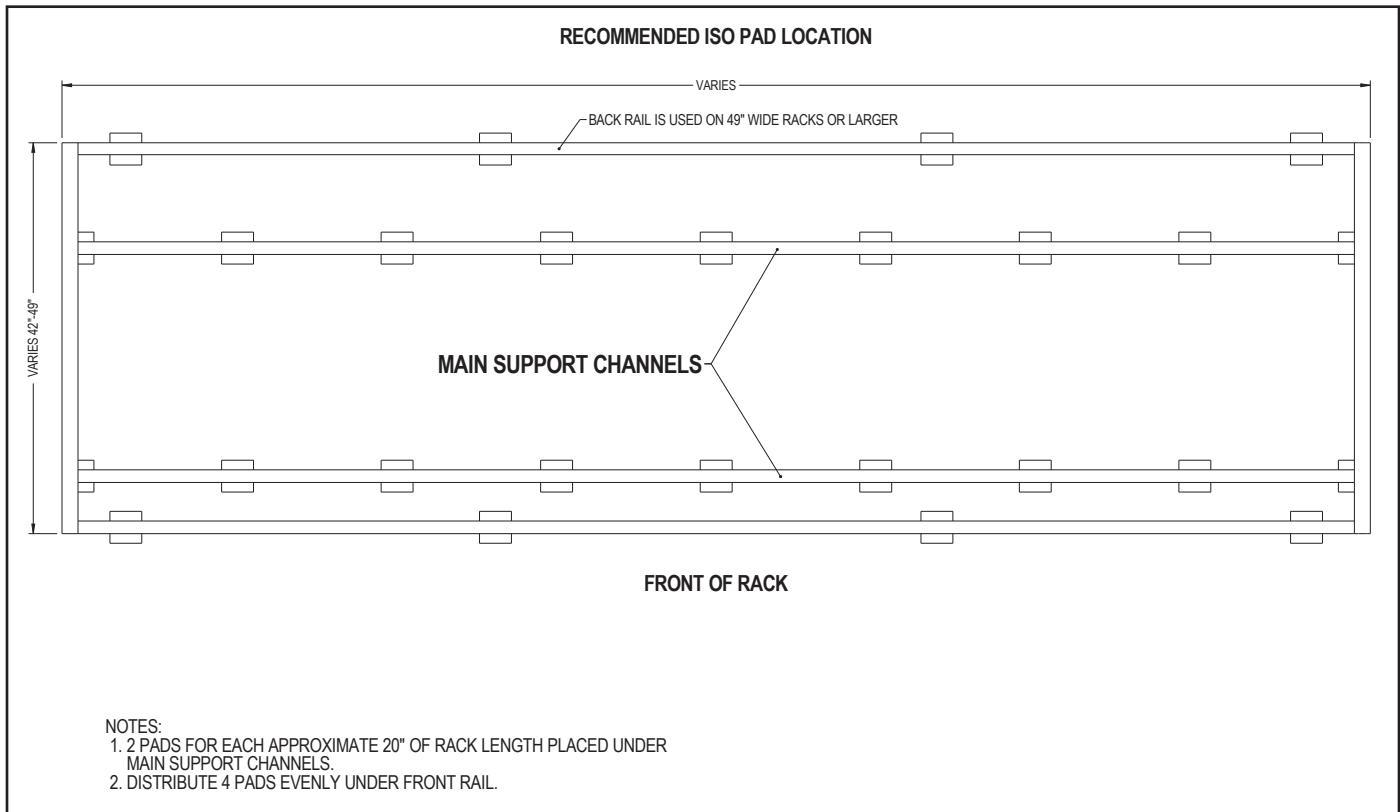 RECOMMENDED ISO PAD LOCATION
VARIES
BACK RAIL IS USED ON 49" WIDE RACKS OR LARGER
VARIES 42"-49"
MAIN SUPPORT CHANNELS
FRONT OF RACK
NOTES:
1. 2 PADS FOR EACH APPROXIMATE 20" OF RACK LENGTH PLACED UNDER
MAIN SUPPORT CHANNELS.
2. DISTRIBUTE 4 PADS EVENLY UNDER FRONT RAIL.